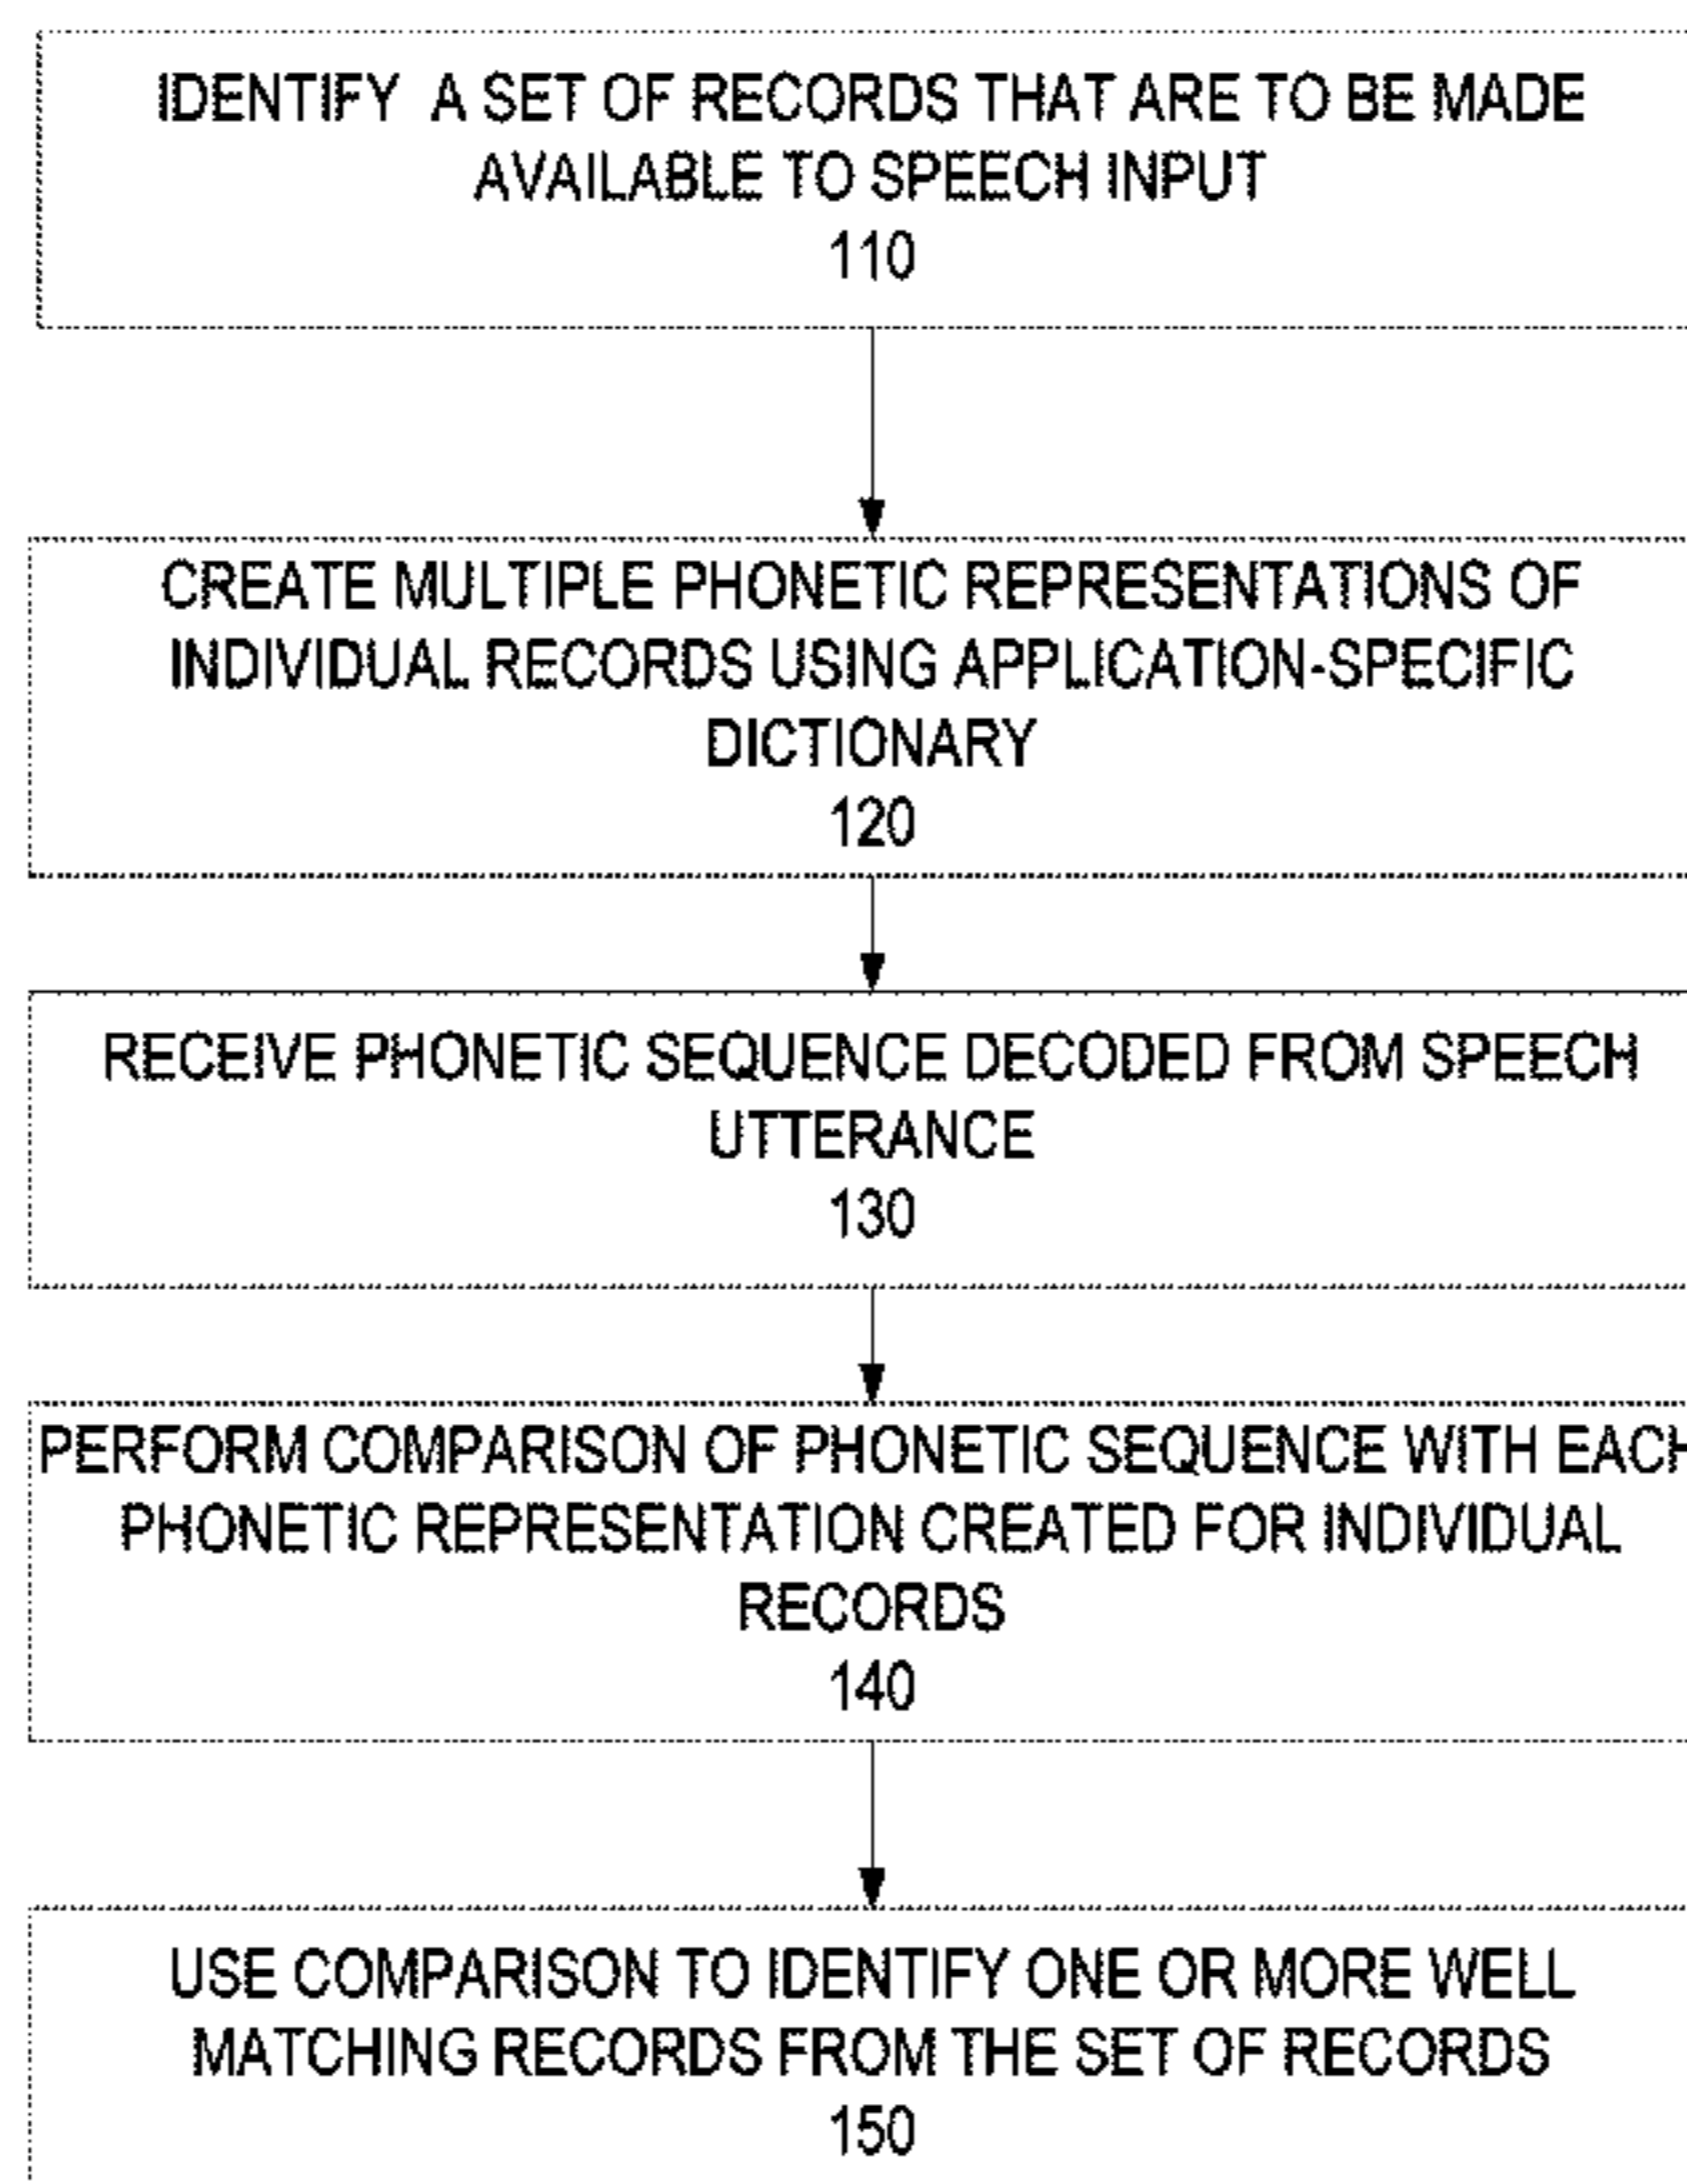 IDENTIFY A SET OF RECORDS THAT ARE TO BE MADE
AVAILABLE TO SPEECH INPUT
110
CREATE MULTIPLE PHONETIC REPRESENTATIONS OF
INDIVIDUAL RECORDS USING APPLICATION-SPECIFIC
DICTIONARY
120
RECEIVE PHONETIC SEQUENCE DECODED FROM SPEECH
UTTERANCE
130
PERFORM COMPARISON OF PHONETIC SEQUENCE WITH EACH
PHONETIC REPRESENTATION CREATED FOR INDIVIDUAL
RECORDS
140
USE COMPARISON TO IDENTIFY ONE OR MORE WELL
MATCHING RECORDS FROM THE SET OF RECORDS
150